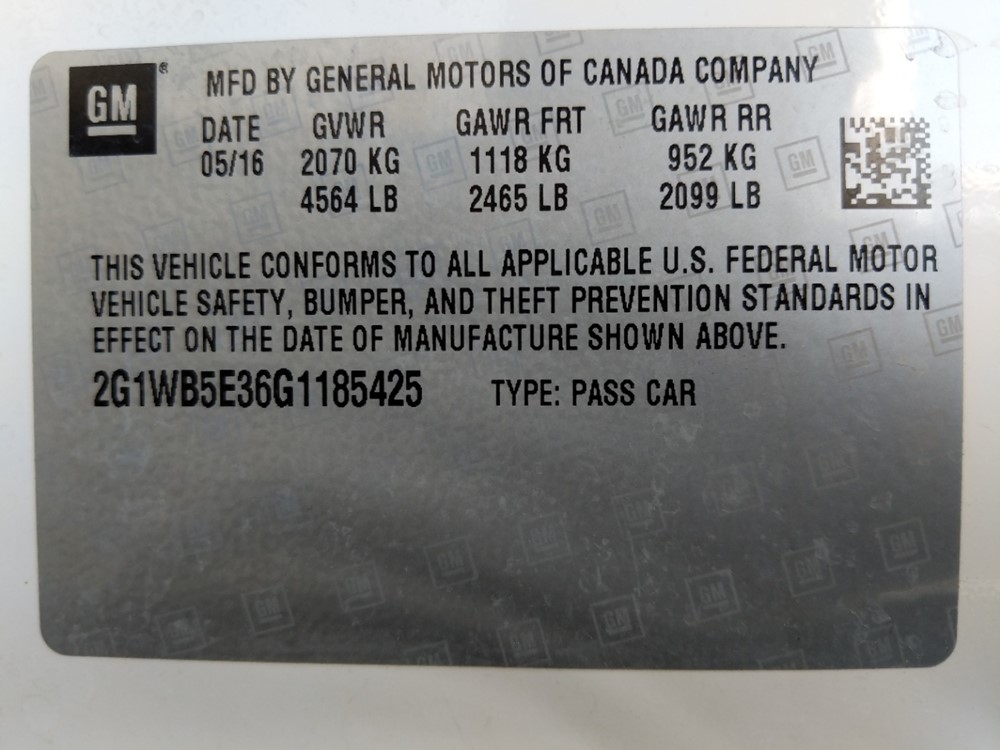 GM ® MFD BY GENERAL MOTORS OF CANADA COMPANY
DATE GVWR GAWR FRT GAWR RR
05/16 2070 KG 1118 KG 952 KG
4564 LB 2465 LB 2099 LB
THIS VEHICLE CONFORMS TO ALL APPLICABLE U.S. FEDERAL MOTOR
VEHICLE SAFETY, BUMPER, AND THEFT PREVENTION STANDARDS IN
EFFECT ON THE DATE OF MANUFACTURE SHOWN ABOVE.
2G1WB5E36G1185425 TYPE: PASS CAR